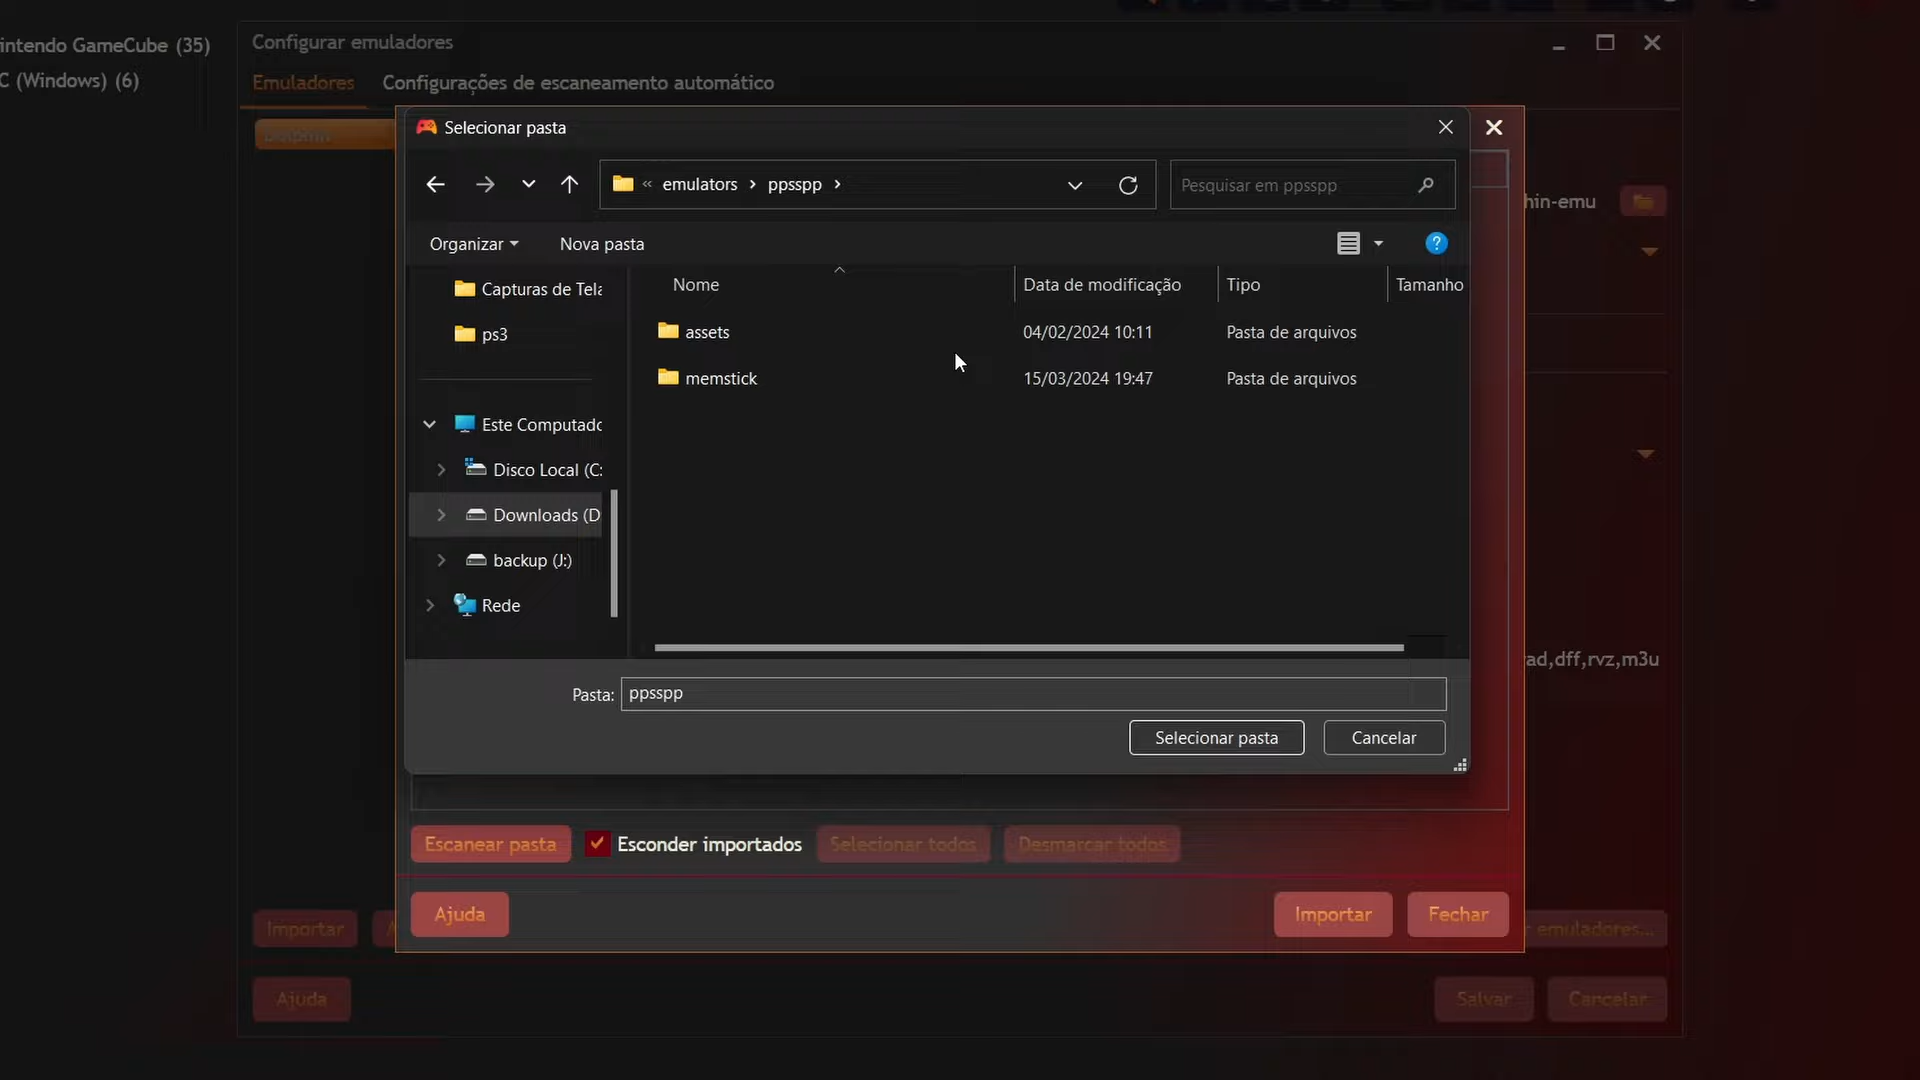 intendo GameCube (35)
C (Windows) (6)
Configurar emuladores
Emuladores
Configurações de escaneamento automático
Selecionar pasta
« emulators > ppsspp >
Pesquisar em ppsspp
hin-emu
Organizar
Nova pasta
?
Nome
Data de modificação
Tipo
Tamanho
Capturas de Tela
ps3
assets
04/02/2024 10:11
Pasta de arquivos
memstick
15/03/2024 19:47
Pasta de arquivos
Este Computado
Disco Local (C:
Downloads (D
backup (J:)
Rede
ad,dff,rvz,m3u
Pasta: ppsspp
Selecionar pasta
Cancelar
Escanear pasta
Esconder importados
Selecionar todos
Desmarcar todos
Ajuda
Importar
Fechar
Importar
A
r emuladores...
Ajuda
Salvar
Cancelar